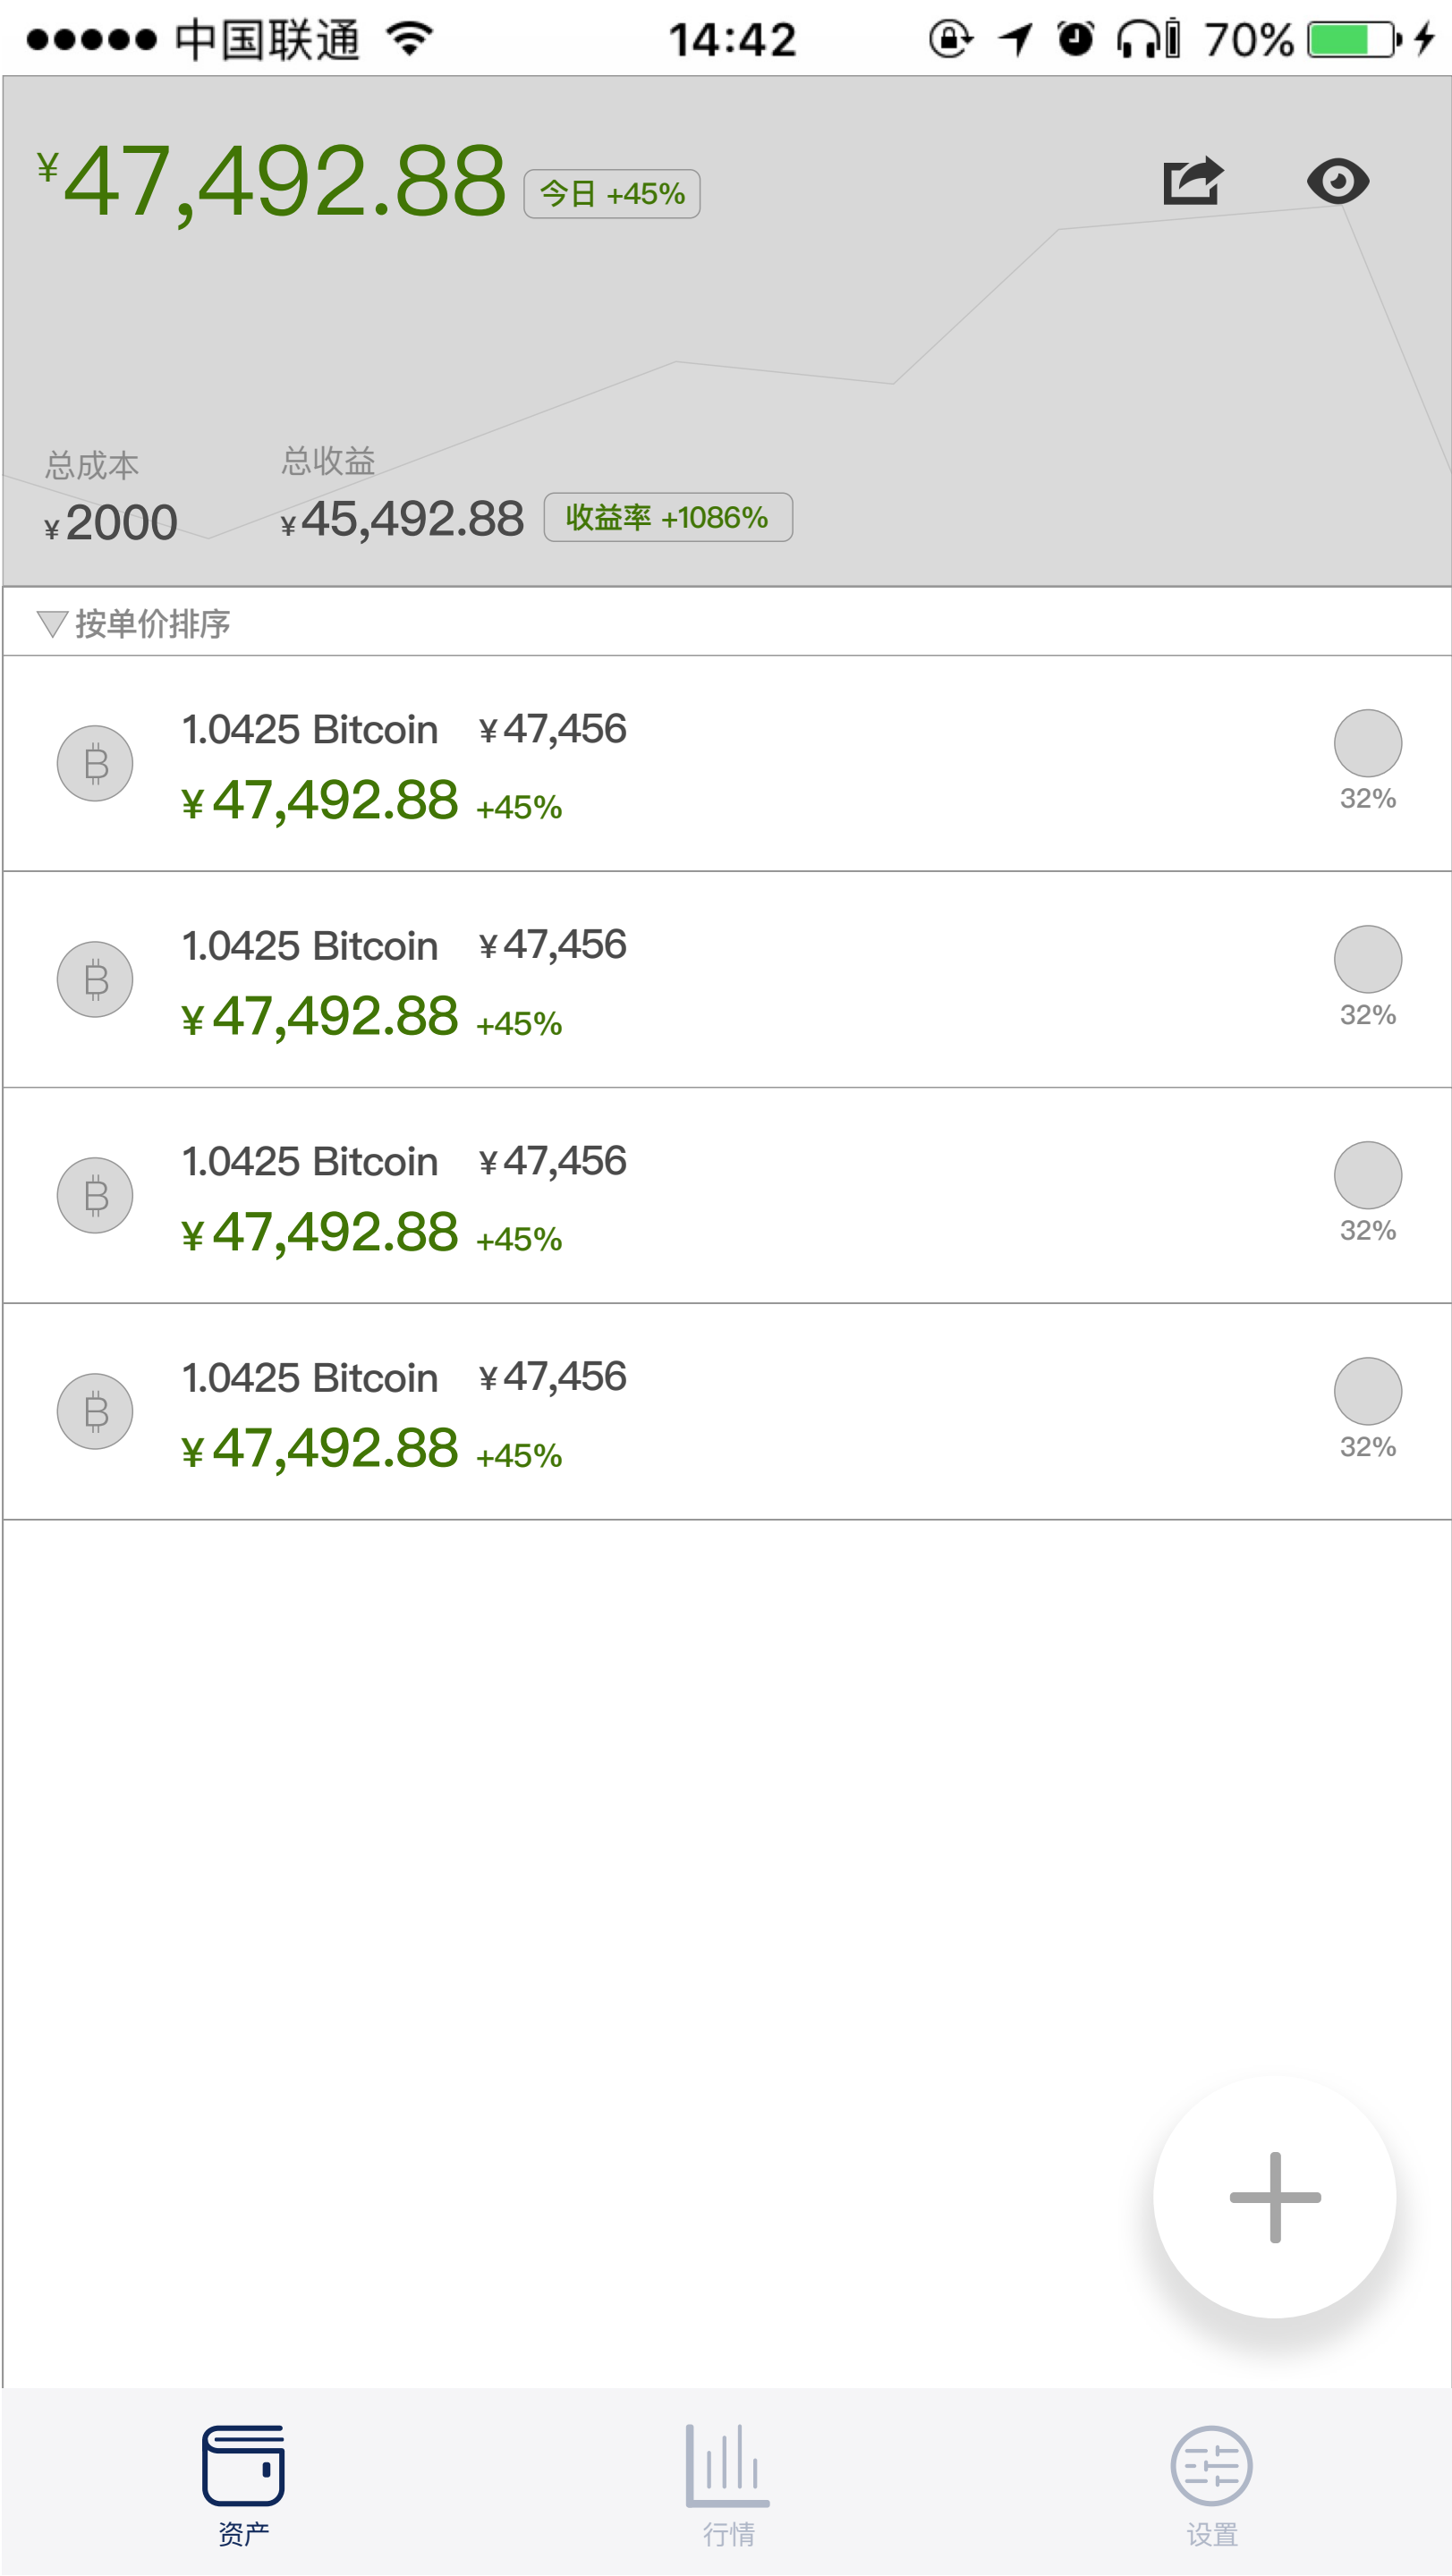 中国联通 14:42 70%
¥47,492.88 今日 +45%
总成本 总收益
¥2000 ¥45,492.88 收益率 +1086%
按单价排序
1.0425 Bitcoin ¥47,456
¥47,492.88 +45%
32%
1.0425 Bitcoin ¥47,456
¥47,492.88 +45%
32%
1.0425 Bitcoin ¥47,456
¥47,492.88 +45%
32%
1.0425 Bitcoin ¥47,456
¥47,492.88 +45%
32%
资产 行情 设置